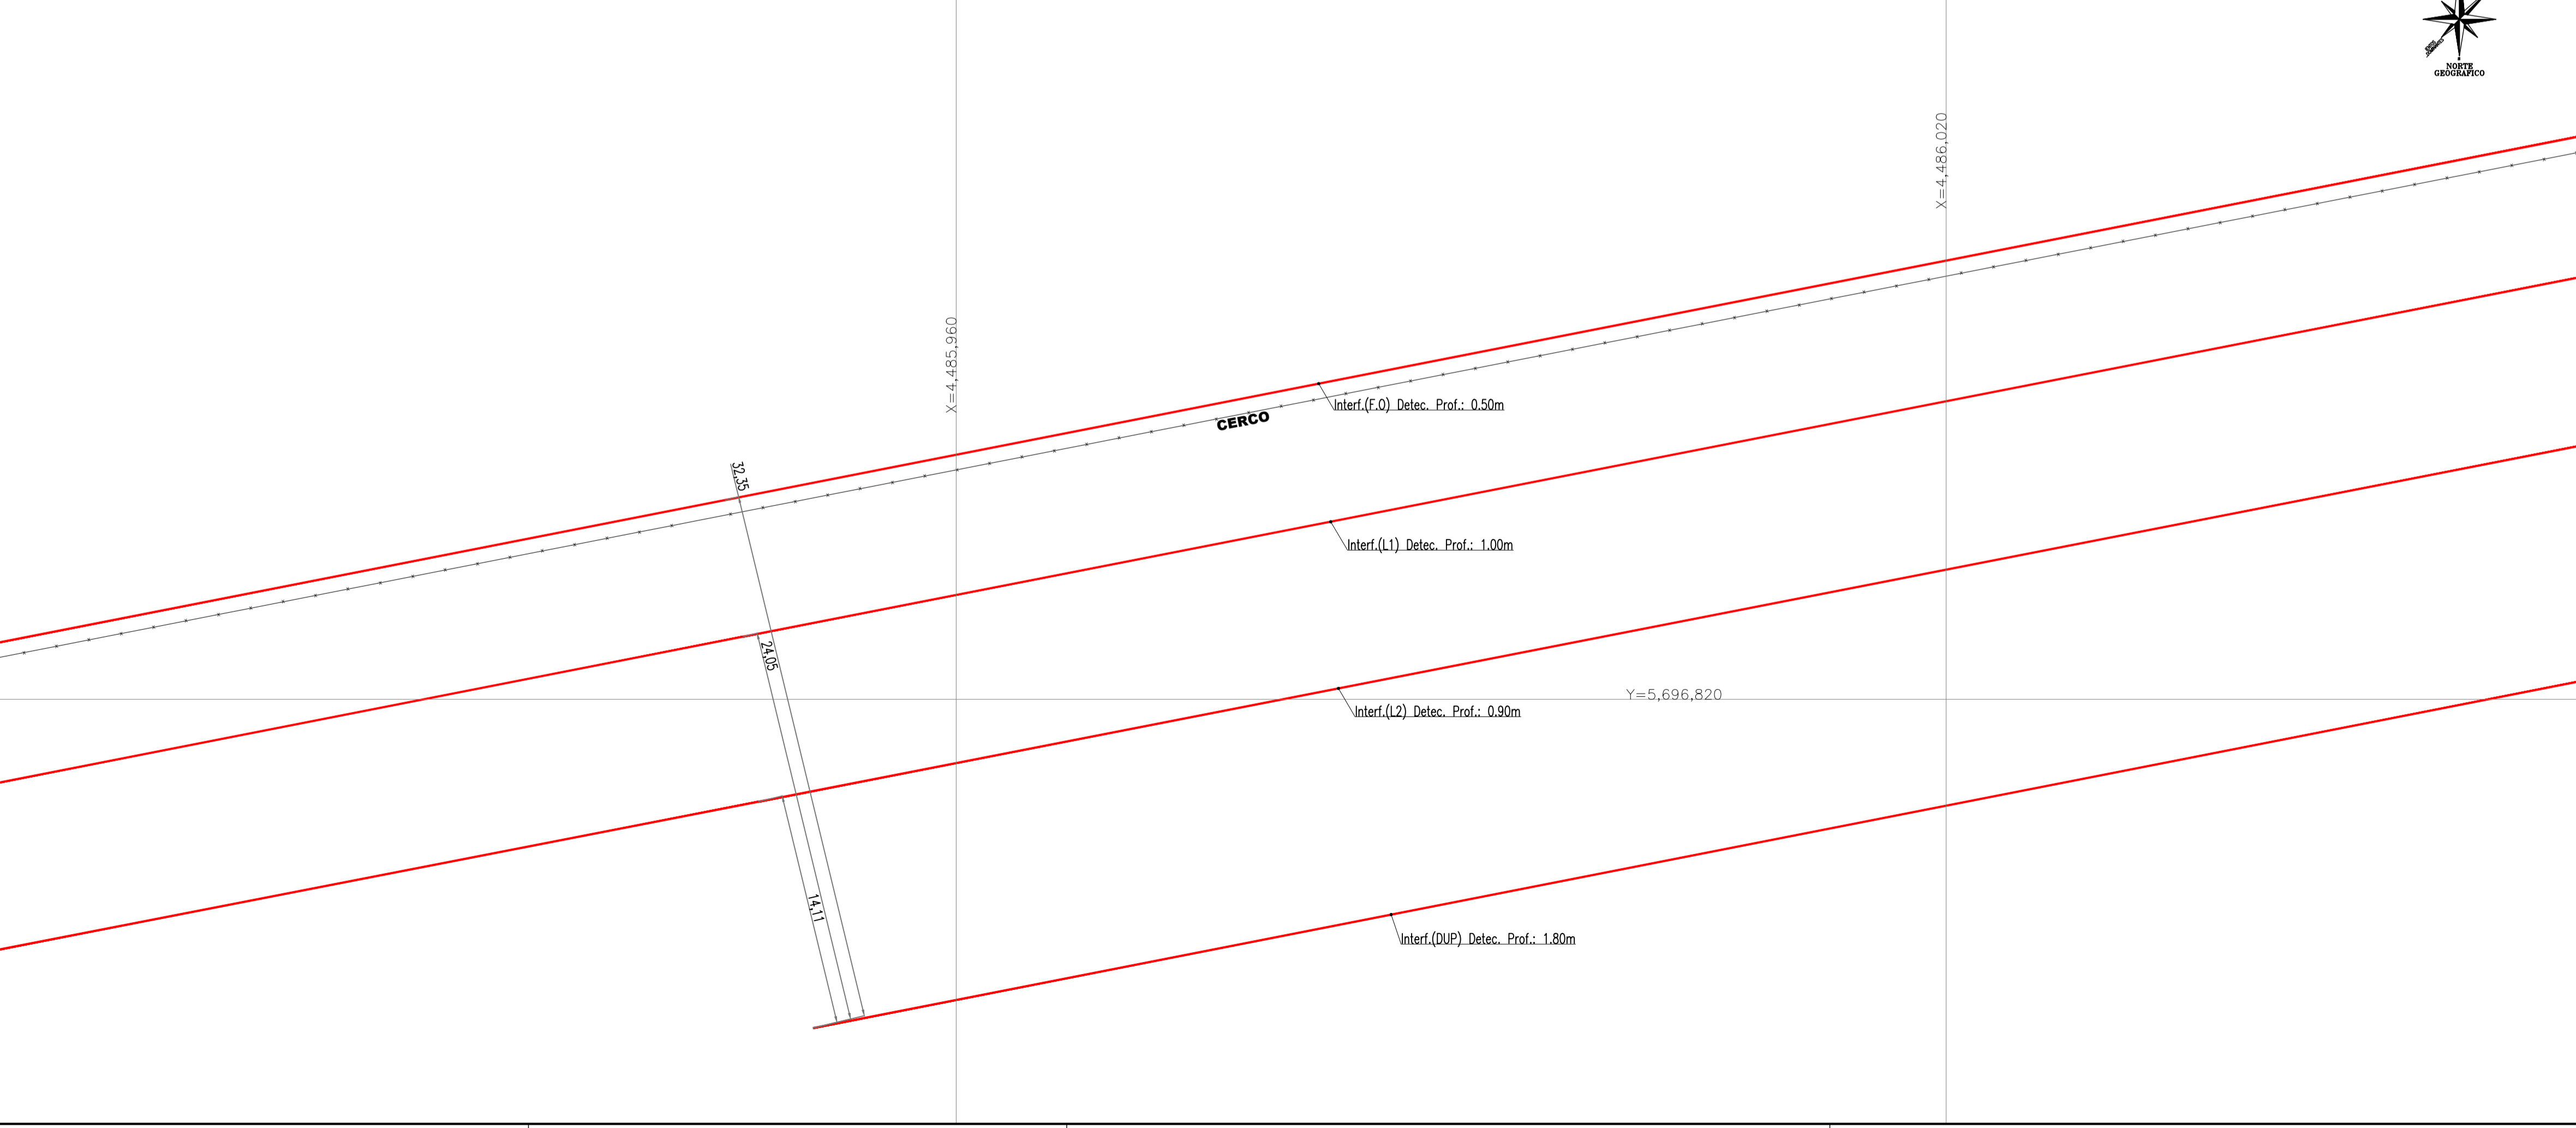 NORTE
GEOGRAFICO
X=4,486,020
X=4,485,960
Interf.(F.O) Detec. Prof.: 0.50m
CERCO
32,35
Interf.(L1) Detec. Prof.: 1.00m
24,05
Y=5,696,820
Interf.(L2) Detec. Prof.: 0.90m
14,11
Interf.(DUP) Detec. Prof.: 1.80m